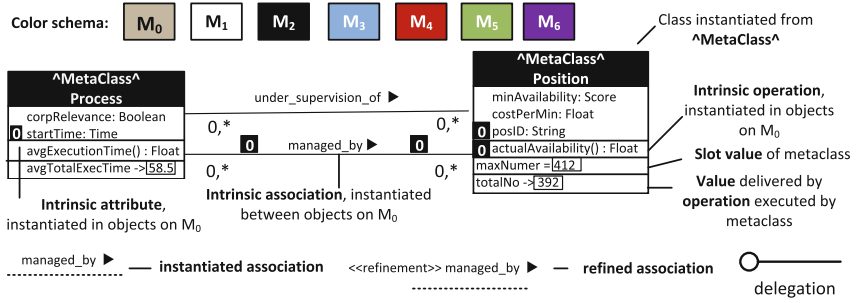 Color schema: M0 M1 M2 M3 M4 M5 M6
Class instantiated from
^MetaClass^
^MetaClass^
Process
corpRelevance: Boolean
0 startTime: Time
avgExecutionTime() : Float
avgTotalExecTime -> 58.5
under_supervision_of ▶
0,* 0,*
0 managed_by ▶ 0
0,* 0,*
^MetaClass^
Position
minAvailability: Score
costPerMin: Float
0 posID: String
0 actualAvailability() : Float
maxNumer = 412
totalNo -> 392
Intrinsic operation,
instantiated in objects
on M0
Slot value of metaclass
Value delivered by
operation executed by
metaclass
Intrinsic attribute,
instantiated in objects on M0
Intrinsic association, instantiated
between objects on M0
managed_by ▶
instantiated association
<<refinement>> managed_by ▶
refined association
delegation